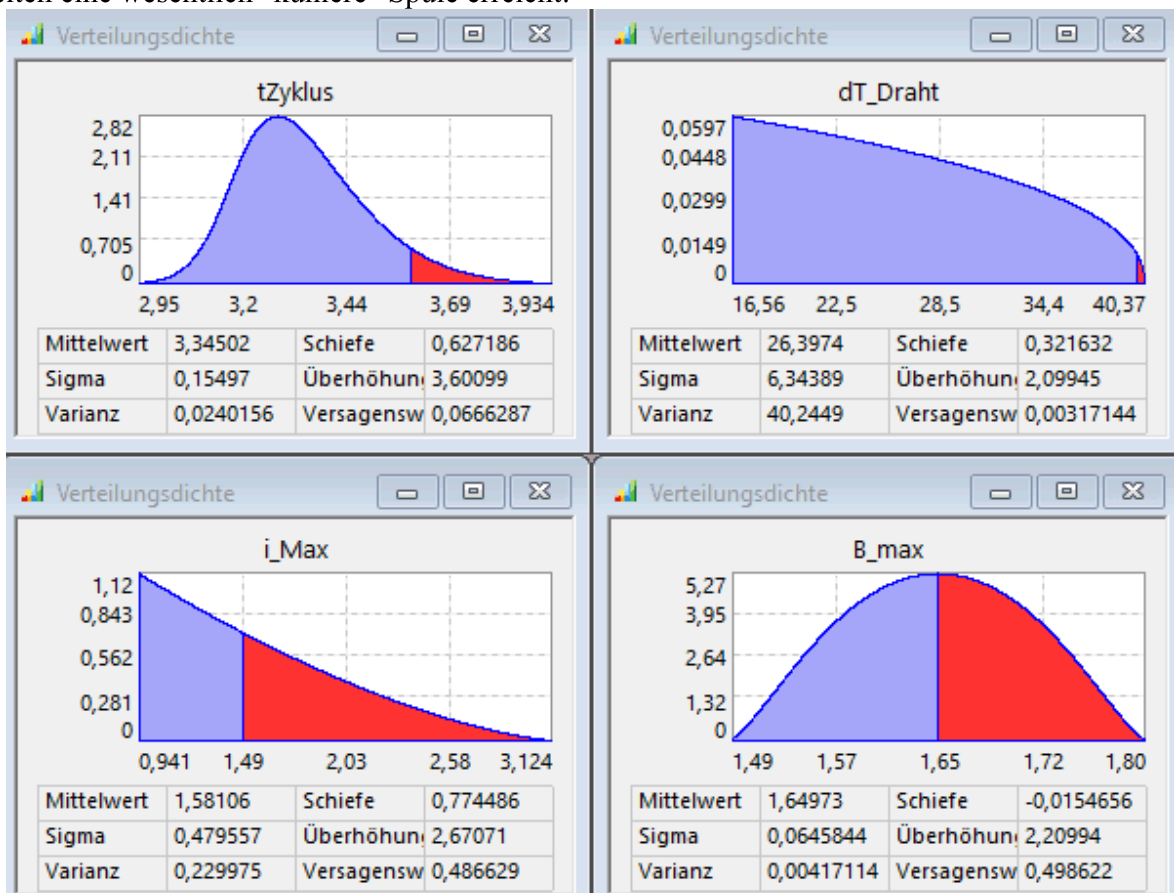 eine wesentlich
erreicht.
Verteilungsdichte
tZyklus
2,82
2,11
1,41
0,705
0
2,95 3,2 3,44 3,69 3,934
Mittelwert 3,34502 Schiefe 0,627186
Sigma 0,15497 Überhöhun 3,60099
Varianz 0,0240156 Versagensw 0,0666287
Verteilungsdichte
dT_Draht
0,0597
0,0448
0,0299
0,0149
0
16,56 22,5 28,5 34,4 40,37
Mittelwert 26,3974 Schiefe 0,321632
Sigma 6,34389 Überhöhun 2,09945
Varianz 40,2449 Versagensw 0,00317144
Verteilungsdichte
i_Max
1,12
0,843
0,562
0,281
0
0,941 1,49 2,03 2,58 3,124
Mittelwert 1,58106 Schiefe 0,774486
Sigma 0,479557 Überhöhun 2,67071
Varianz 0,229975 Versagensw 0,486629
Verteilungsdichte
B_max
5,27
3,95
2,64
1,32
0
1,49 1,57 1,65 1,72 1,80
Mittelwert 1,64973 Schiefe -0,0154656
Sigma 0,0645844 Überhöhun 2,20994
Varianz 0,00417114 Versagensw 0,498622